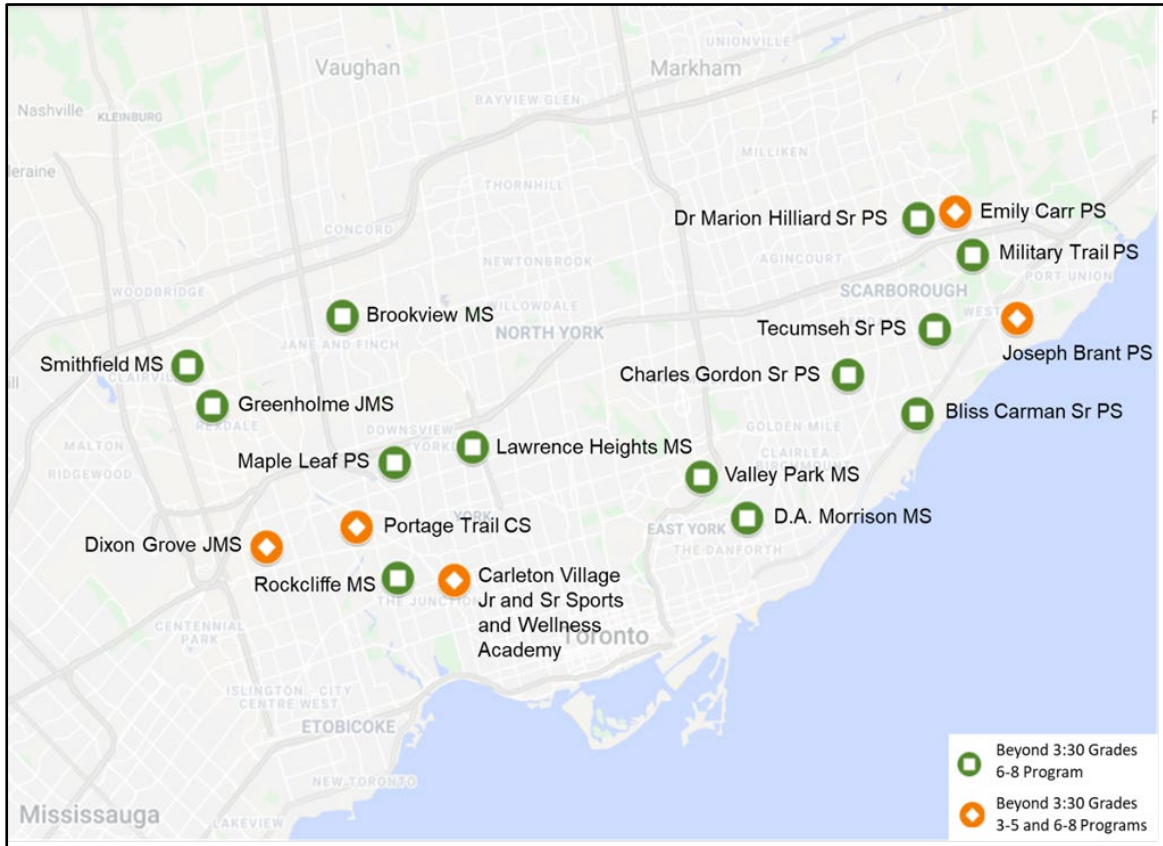 UNIONVILLE
Vaughan
Markham
BAYVIEW GLEN
Nashville
KLEINBURG
MILLIKEN
THORNHILL
Dr Marion Hilliard Sr PS
Emily Carr PS
CONCORD
Military Trail PS
NEWTONBROOK
AGINCOURT
PORT UNION
WOODBRIDGE
SCARBOROUGH
WILLOWDALE
WEST
Brookview MS
NORTH YORK
Tecumseh Sr PS
JANE AND FINCH
Joseph Brant PS
Smithfield MS
CLAIRVILLE
Charles Gordon Sr PS
Greenholme JMS
REXDALE
Bliss Carman Sr PS
DOWNSVIEW
GOLDEN MILE
MALTON
Lawrence Heights MS
Maple Leaf PS
CLAIRLEA -
RIDGEWOOD
Valley Park MS
YORK
D.A. Morrison MS
Portage Trail CS
EAST YORK
Dixon Grove JMS
THE DANFORTH
Rockcliffe MS
Carleton Village
Jr and Sr Sports
and Wellness
Academy
THE JUNCTION
CENTENNIAL
PARK
Toronto
ISLINGTON - CITY
CENTRE WEST
ETOBICOKE
NEW TORONTO
Mississauga
LAKEVIEW
Beyond 3:30 Grades
6-8 Program
Beyond 3:30 Grades
3-5 and 6-8 Programs